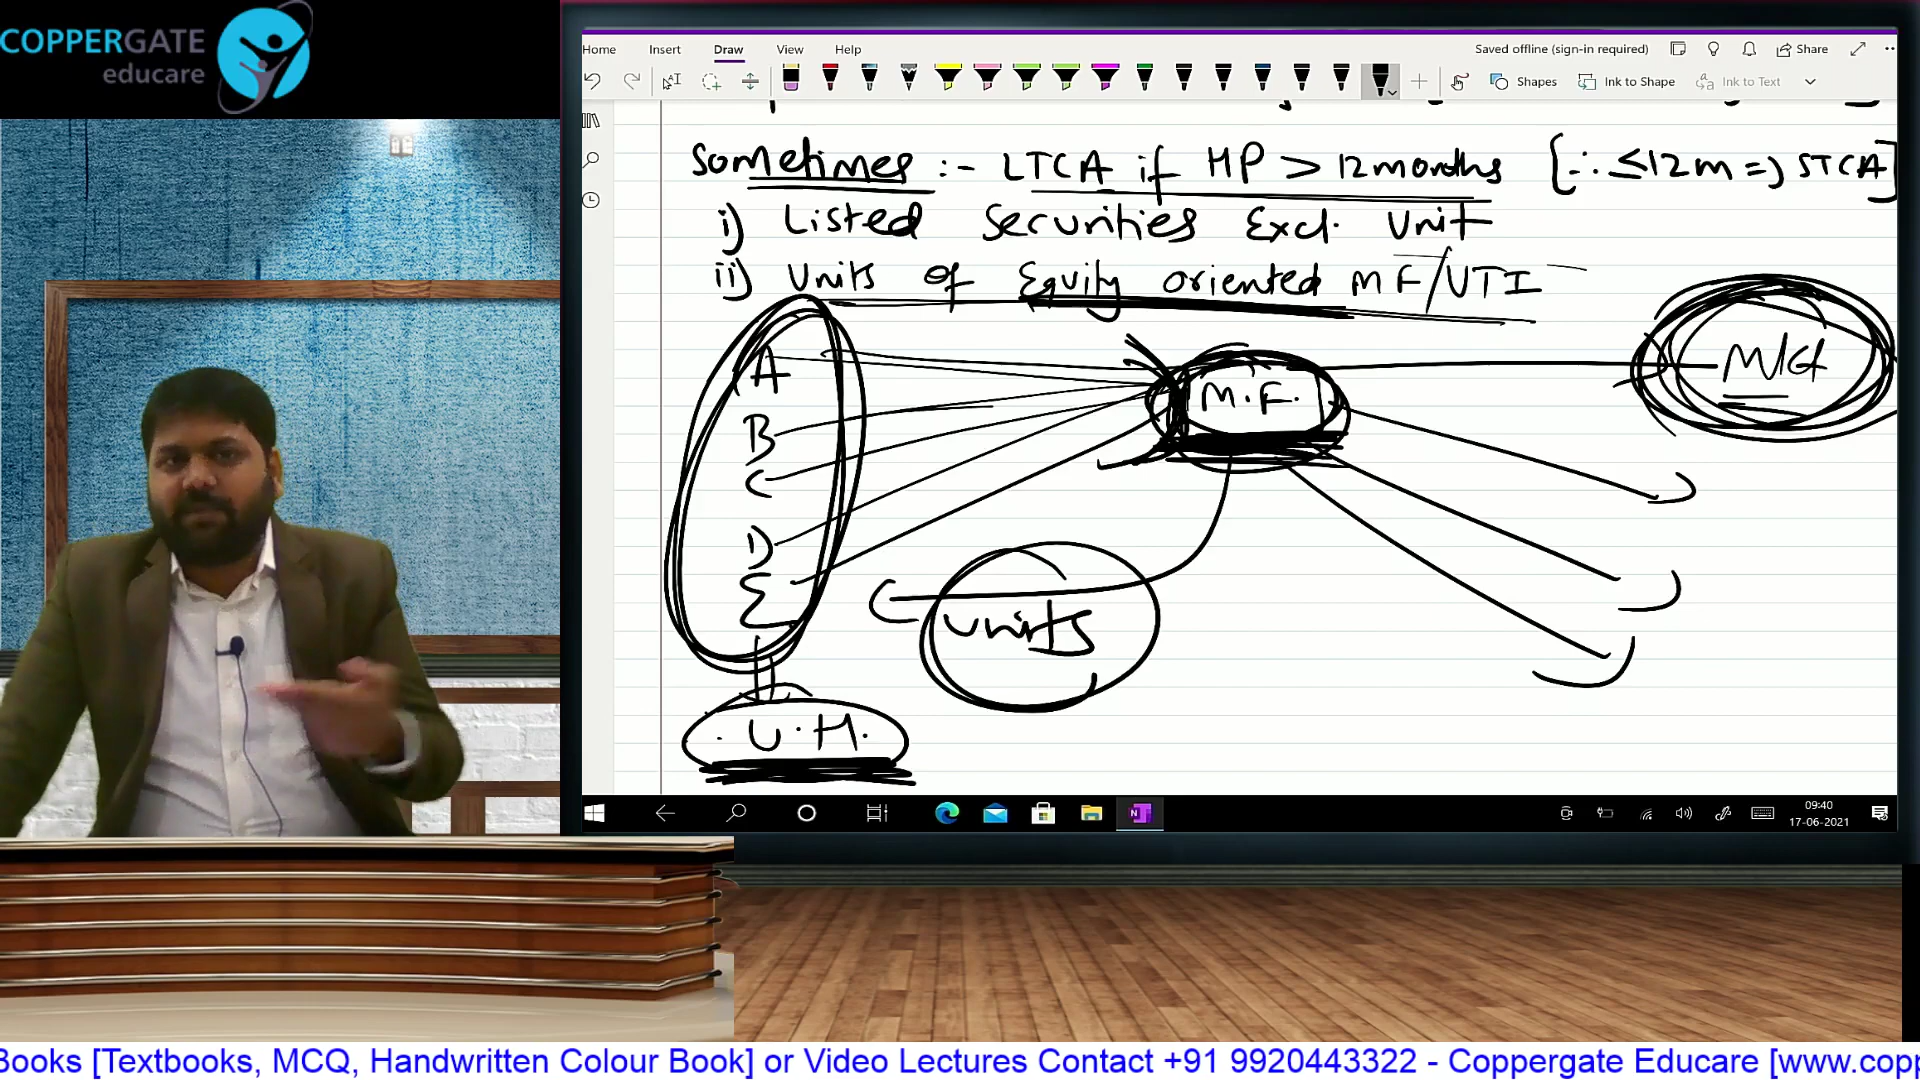 COPPERGATE
educare
Home Insert Draw View Help
Saved offline (sign-in required) Share
Shapes Ink to Shape Ink to Text
Sometimes :- LTCA if HP > 12 months [∴ ≤12m => STCA]
i) Listed Securities Excl. Unit
ii) Units of Equity oriented MF/UTI
A
B
C
D
E
M.F.
Mkt
units
U.H.
09:40
17-06-2021
Books [Textbooks, MCQ, Handwritten Colour Book] or Video Lectures Contact +91 9920443322 - Coppergate Educare [www.copp